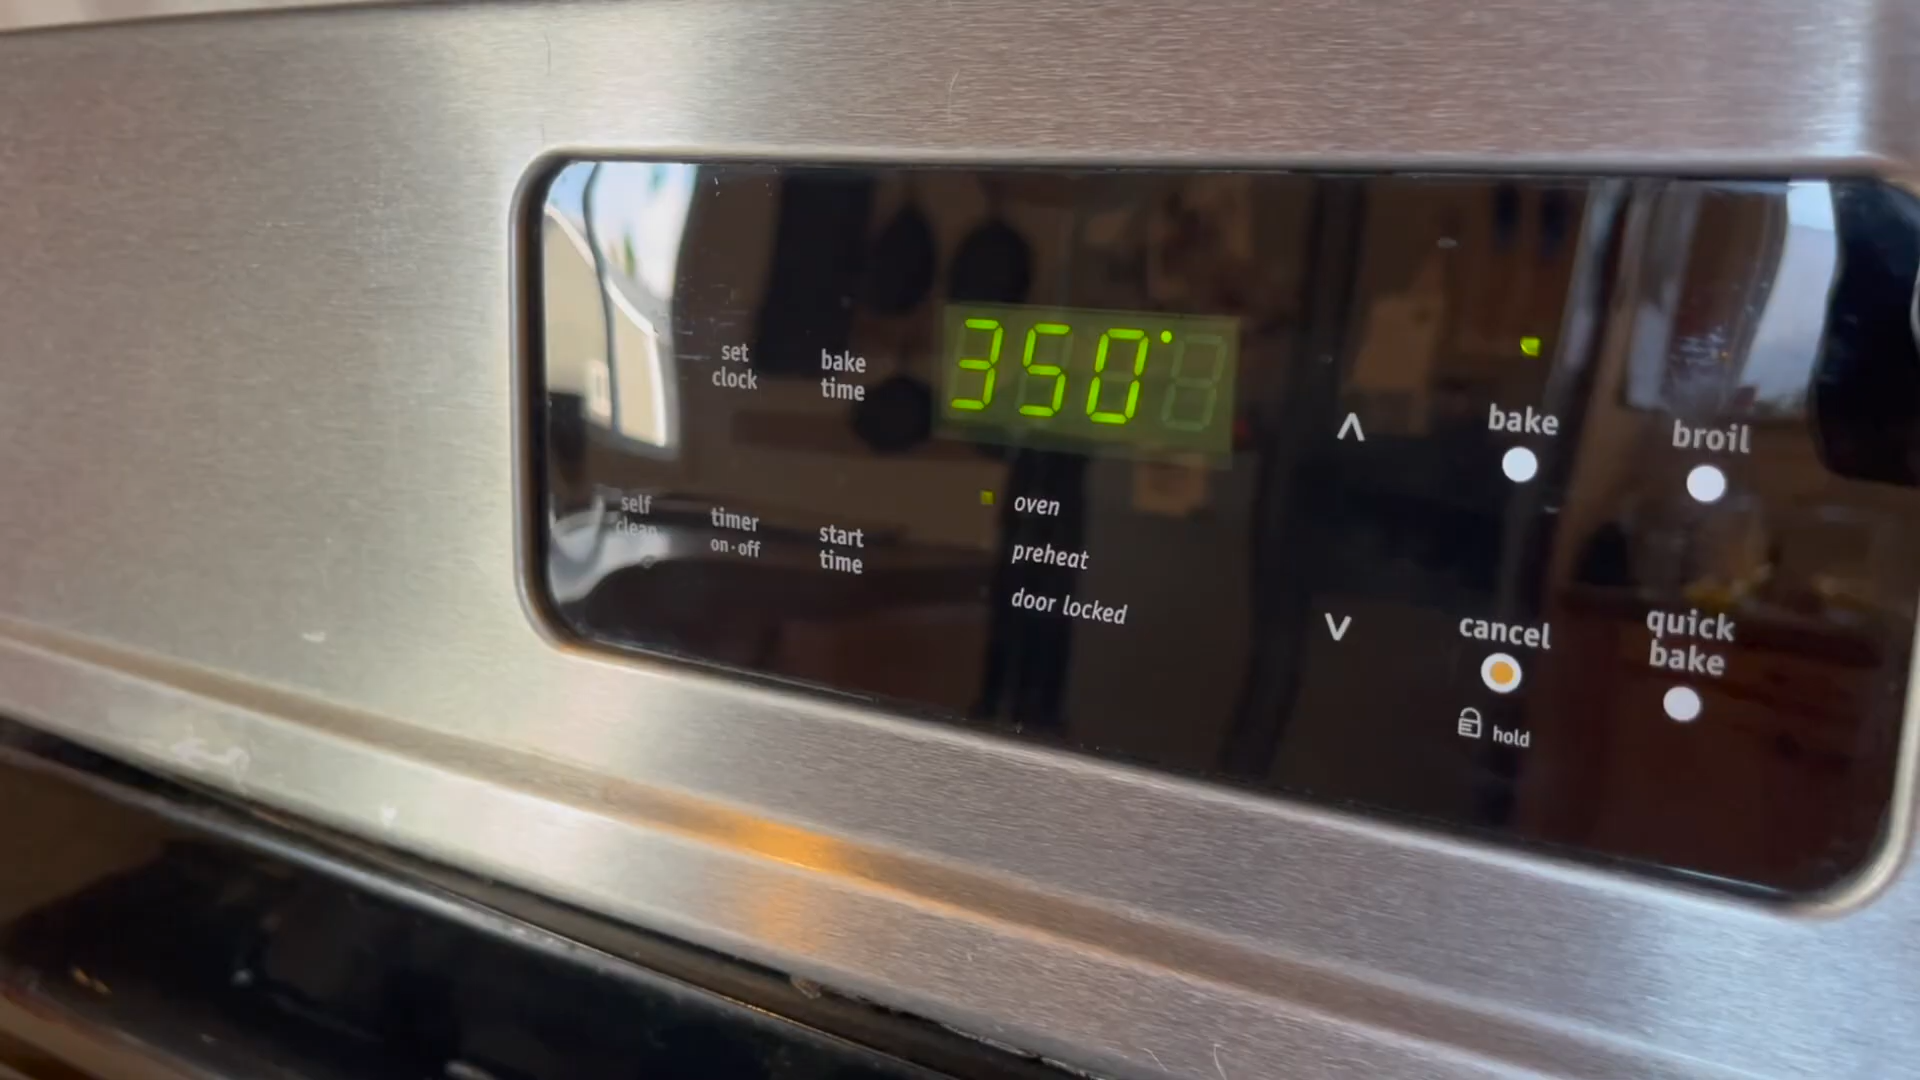 350°
set
clock
bake
time
self
clean
timer
on·off
start
time
oven
preheat
door locked
bake
broil
cancel
hold
quick
bake